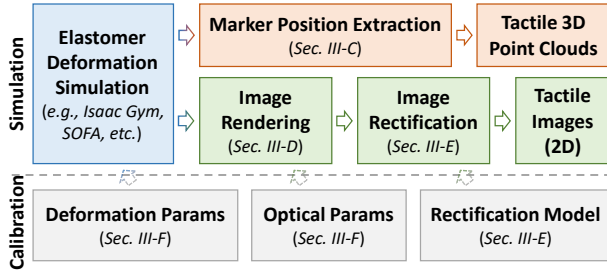 Simulation
Elastomer
Deformation
Simulation
(e.g., Isaac Gym,
SOFA, etc.)
Marker Position Extraction
(Sec. III-C)
Tactile 3D
Point Clouds
Image
Rendering
(Sec. III-D)
Image
Rectification
(Sec. III-E)
Tactile
Images
(2D)
Calibration
Deformation Params
(Sec. III-F)
Optical Params
(Sec. III-F)
Rectification Model
(Sec. III-E)